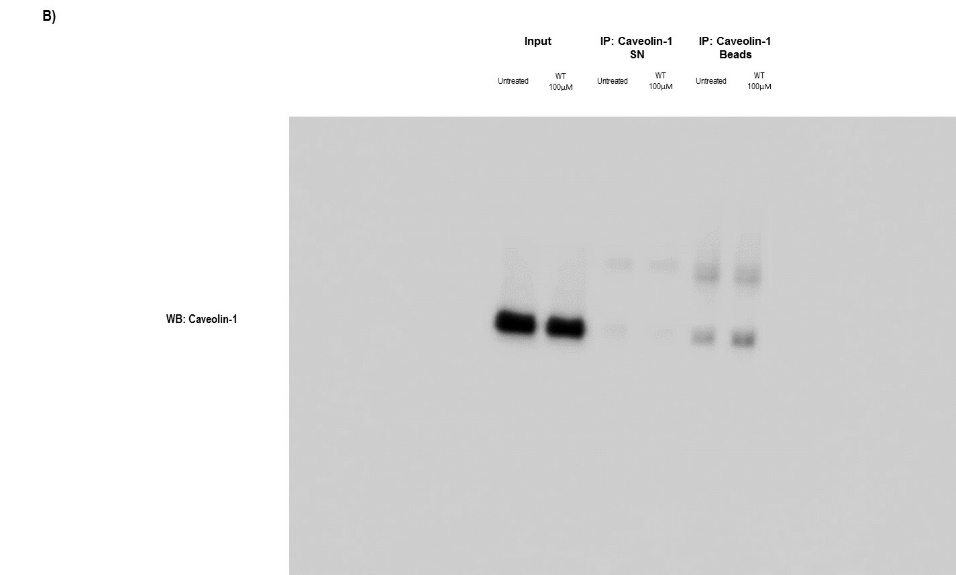 B)
Input
IP: Caveolin-1
SN
IP: Caveolin-1
Beads
Untreated
WT
100µM
Untreated
WT
100µM
Untreated
WT
100µM
WB: Caveolin-1